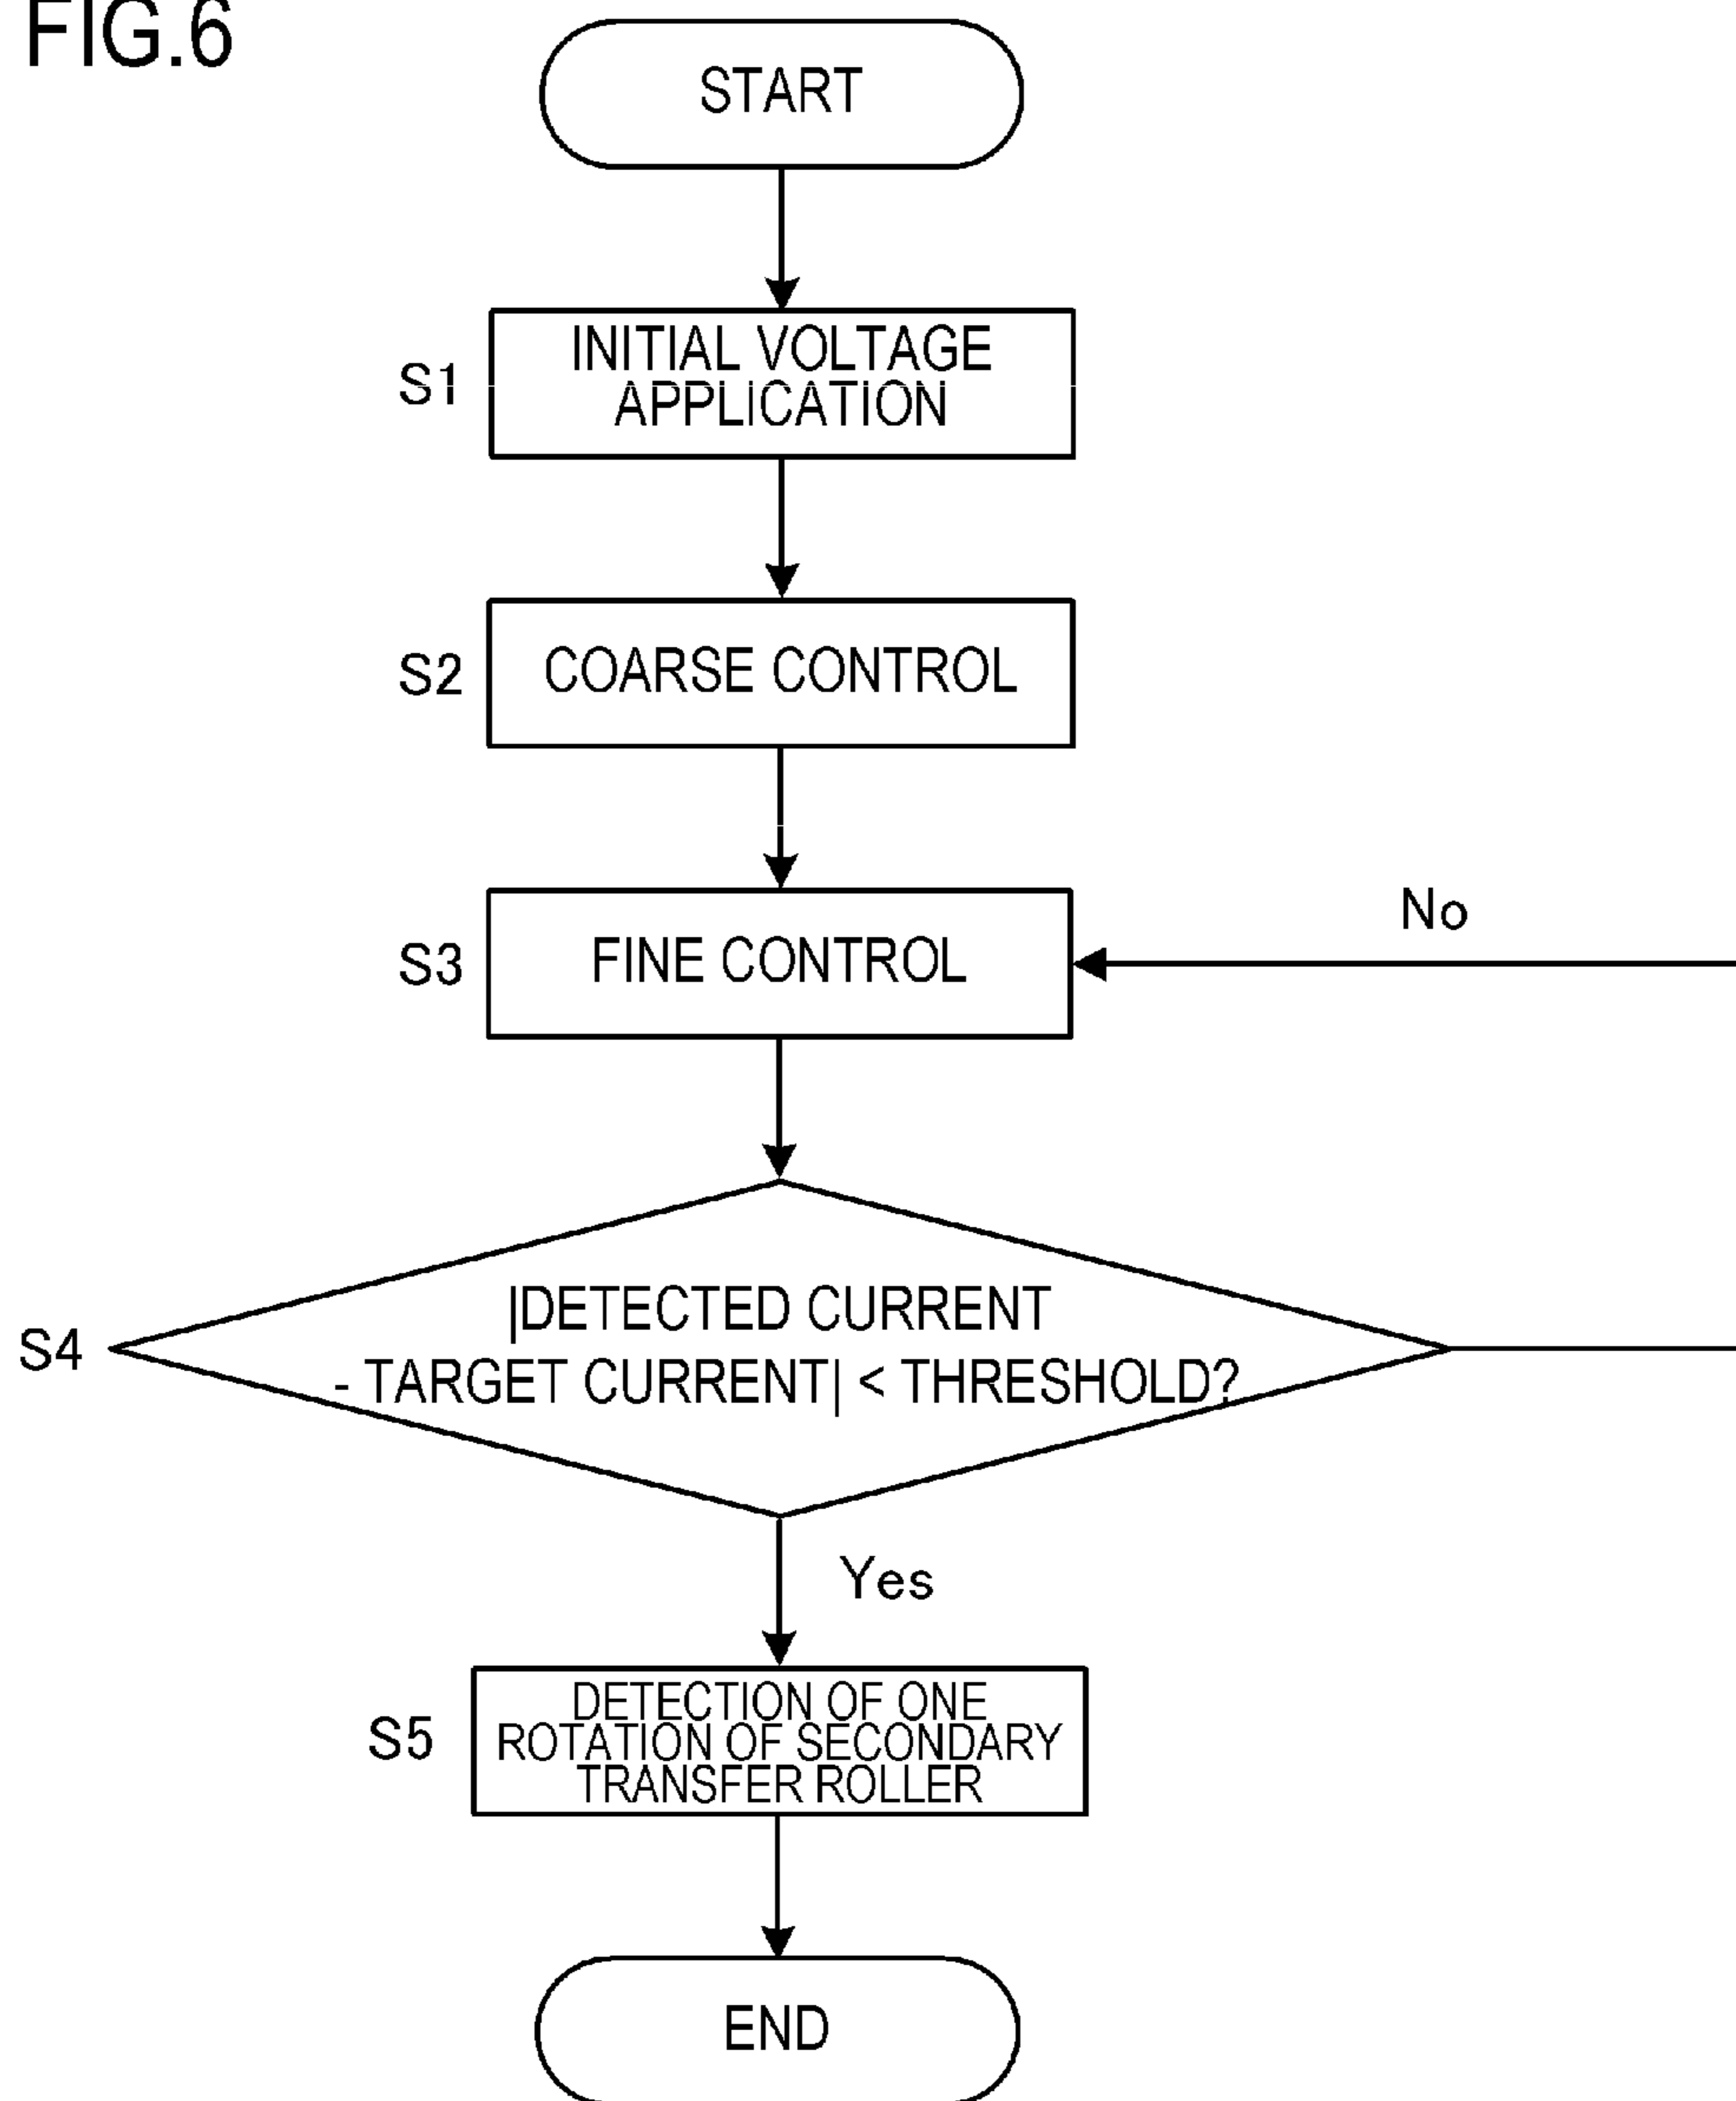 FIG.6
START
S1
INITIAL VOLTAGE
APPLICATION
S2
COARSE CONTROL
S3
FINE CONTROL
No
S4
|DETECTED CURRENT
- TARGET CURRENT| < THRESHOLD?
Yes
S5
DETECTION OF ONE
ROTATION OF SECONDARY
TRANSFER ROLLER
END